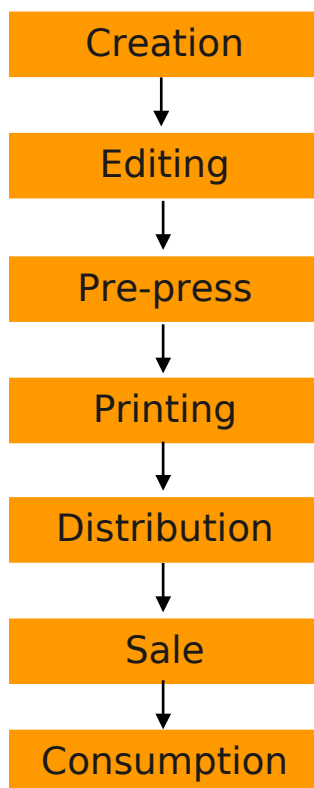 Creation
Editing
Pre-press
Printing
Distribution
Sale
Consumption